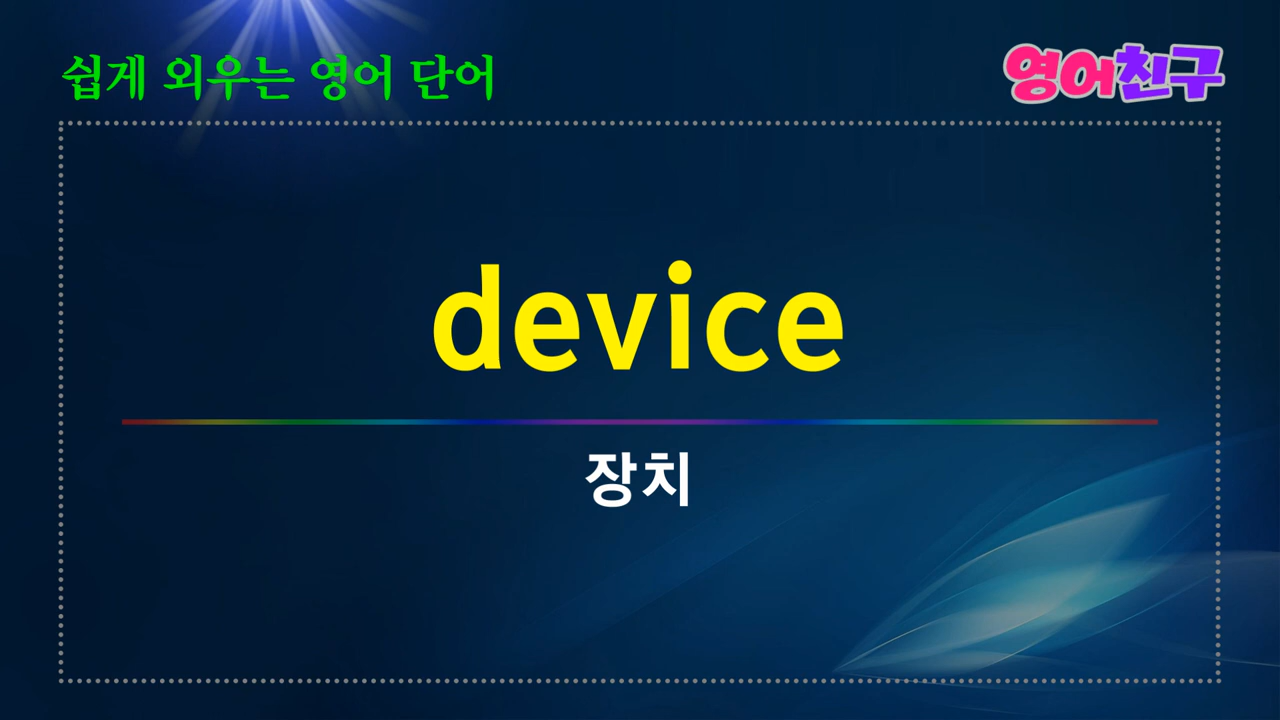 쉽게 외우는 영어 단어
영어친구
device
장치